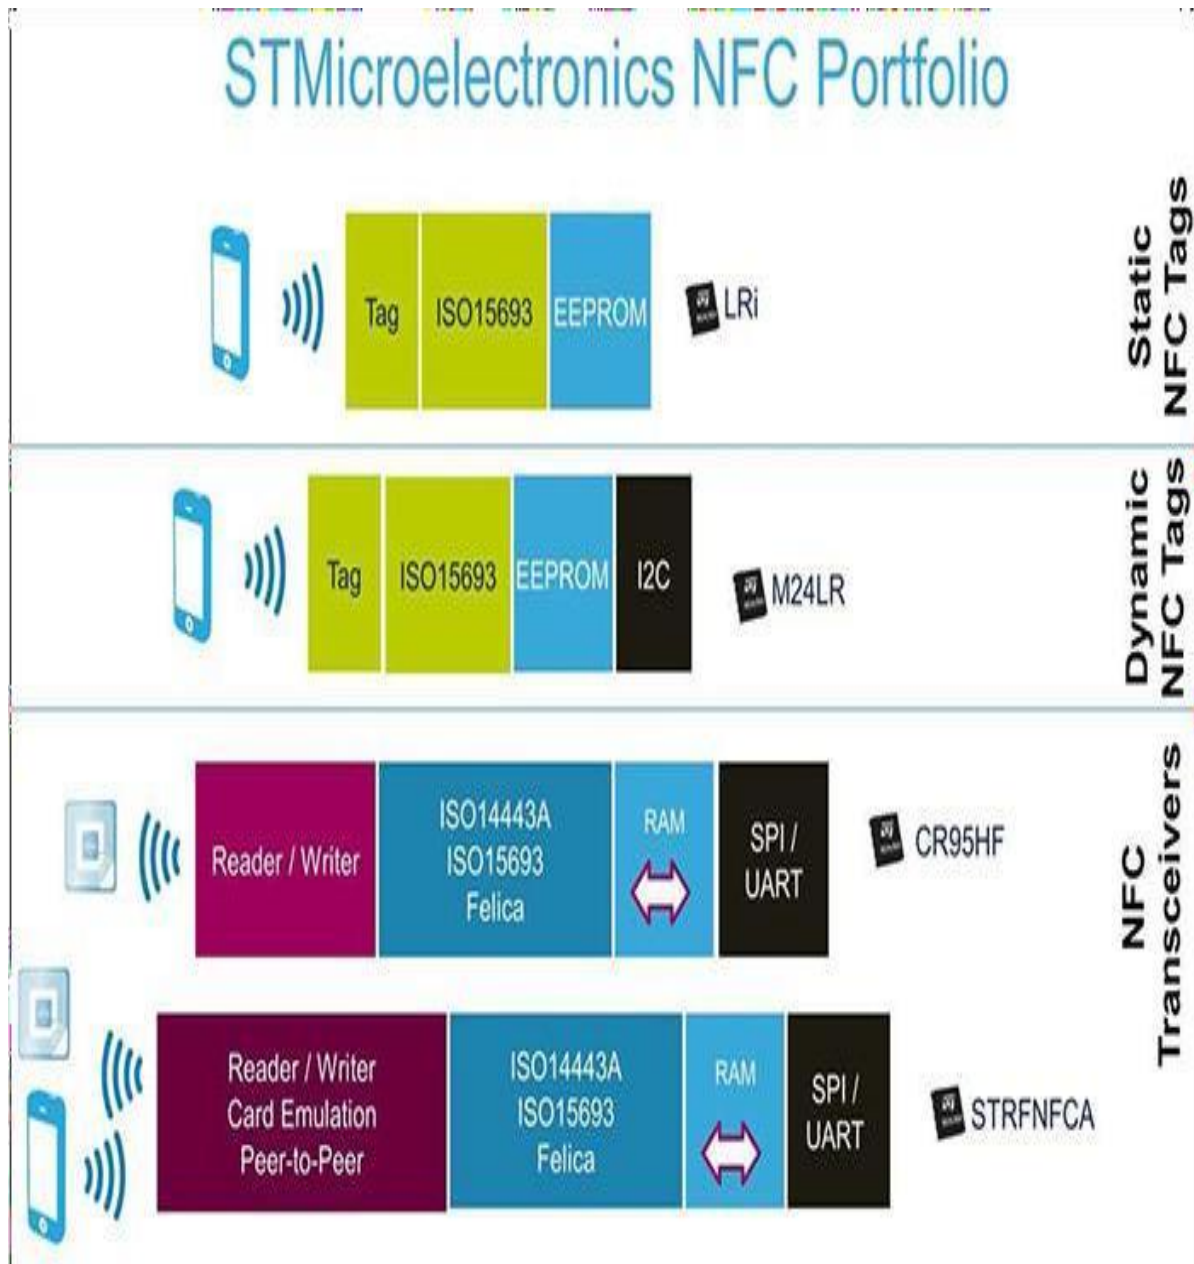 STMicroelectronics NFC Portfolio
Tag
ISO15693
EEPROM
LRi
Static
NFC Tags
Tag
ISO15693
EEPROM
I2C
M24LR
Dynamic
NFC Tags
Reader / Writer
ISO14443A
ISO15693
Felica
RAM
SPI /
UART
CR95HF
NFC
Transceivers
Reader / Writer
Card Emulation
Peer-to-Peer
ISO14443A
ISO15693
Felica
RAM
SPI /
UART
STRFNFCA